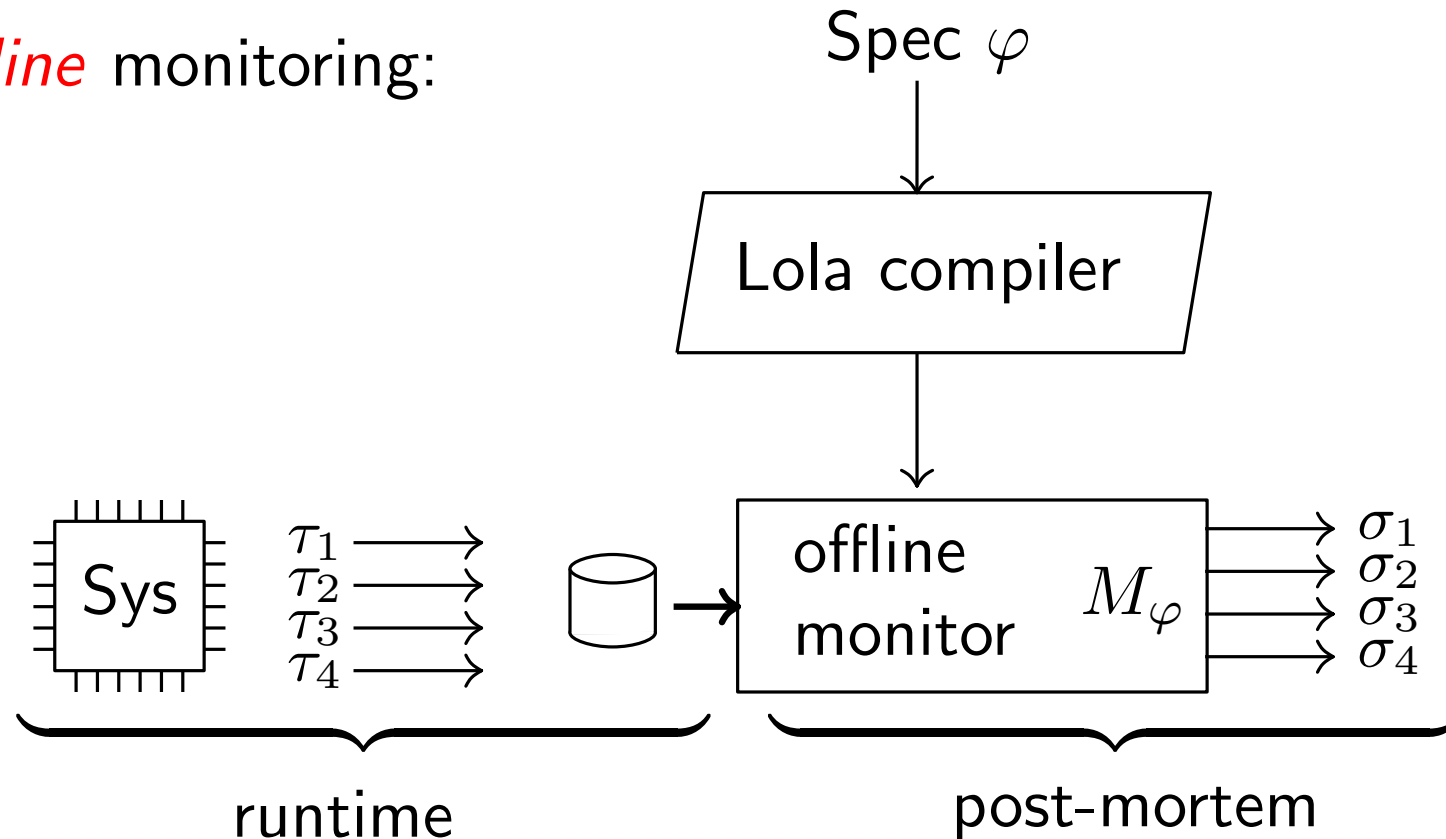 line monitoring:
Spec φ
Lola compiler
Sys
τ1
τ2
τ3
τ4
offline
monitor
Mφ
σ1
σ2
σ3
σ4
runtime
post-mortem